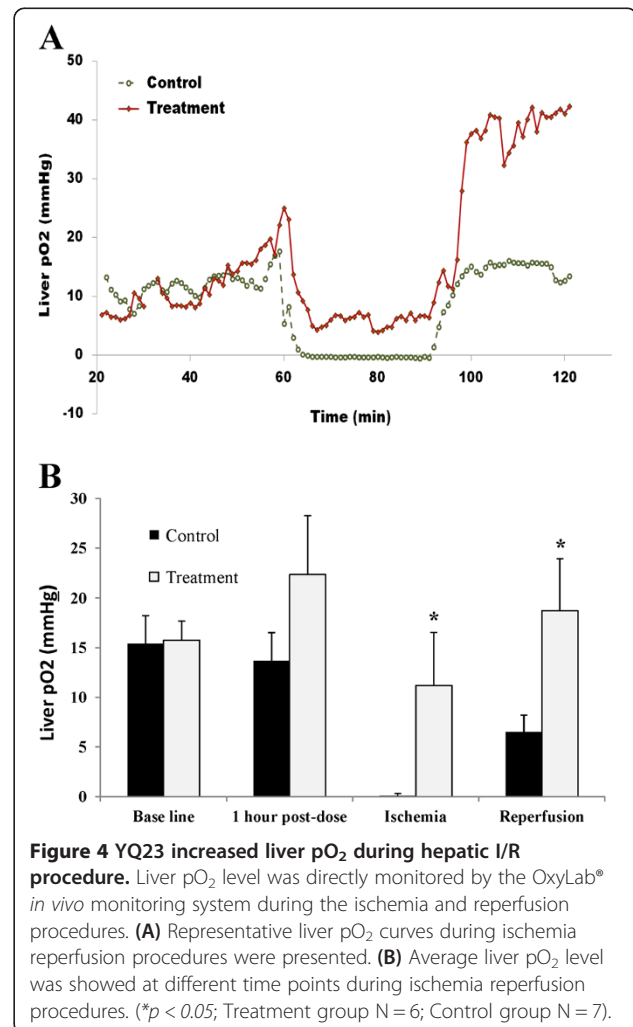 A
50
40
30
20
10
0
-10
Liver pO2 (mmHg)
Control
Treatment
20 40 60 80 100 120
Time (min)
B
30
25
20
15
10
5
0
Liver pO2 (mmHg)
Control
Treatment
*
*
Base line 1 hour post-dose Ischemia Reperfusion
Figure 4 YQ23 increased liver pO₂ during hepatic I/R
procedure. Liver pO₂ level was directly monitored by the OxyLab®
in vivo monitoring system during the ischemia and reperfusion
procedures. (A) Representative liver pO₂ curves during ischemia
reperfusion procedures were presented. (B) Average liver pO₂ level
was showed at different time points during ischemia reperfusion
procedures. (*p < 0.05; Treatment group N = 6; Control group N = 7).